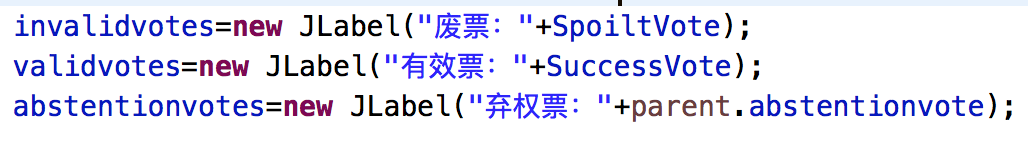 invalidvotes=new JLabel("废票："+SpoiltVote);
validvotes=new JLabel("有效票："+SuccessVote);
abstentionvotes=new JLabel("弃权票："+parent.abstentionvote);